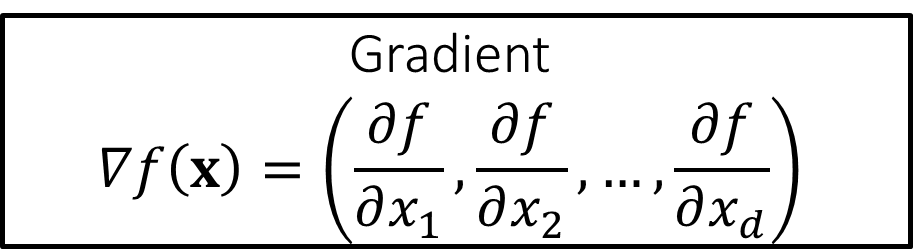 Gradient
∇f(𝐱) = (∂f/∂x₁, ∂f/∂x₂, …, ∂f/∂x_d)